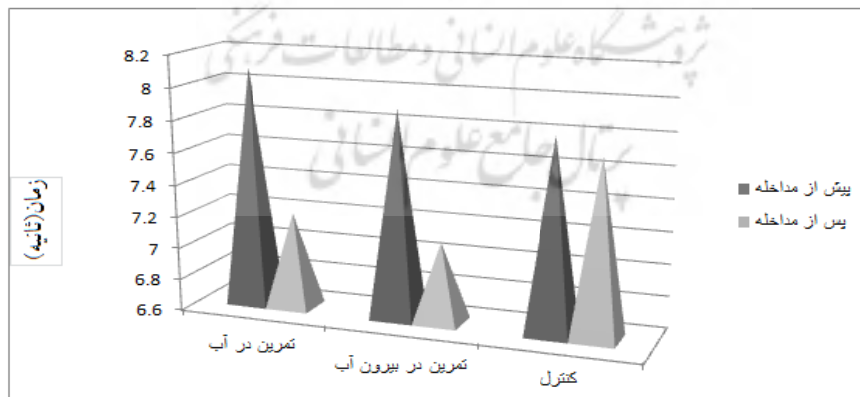 پژوهشگاه علوم انسانی و مطالعات فرهنگی
پرتال جامع علوم انسانی
8.2
8
7.8
7.6
7.4
7.2
7
6.8
6.6
زمان(ثانیه)
تمرین در آب
تمرین در بیرون آب
کنترل
پیش از مداخله
پس از مداخله